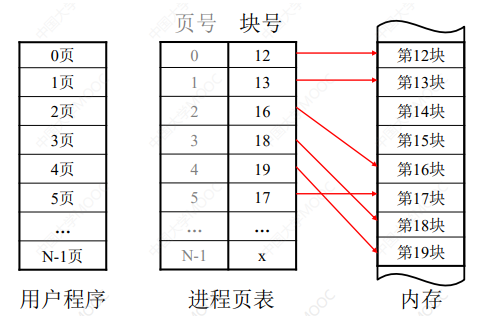 页号 块号
0页 0 12 第12块
1页 1 13 第13块
2页 2 16 第14块
3页 3 18 第15块
4页 4 19 第16块
5页 5 17 第17块
... ... ... 第18块
N-1页 N-1 x 第19块
用户程序 进程页表 内存